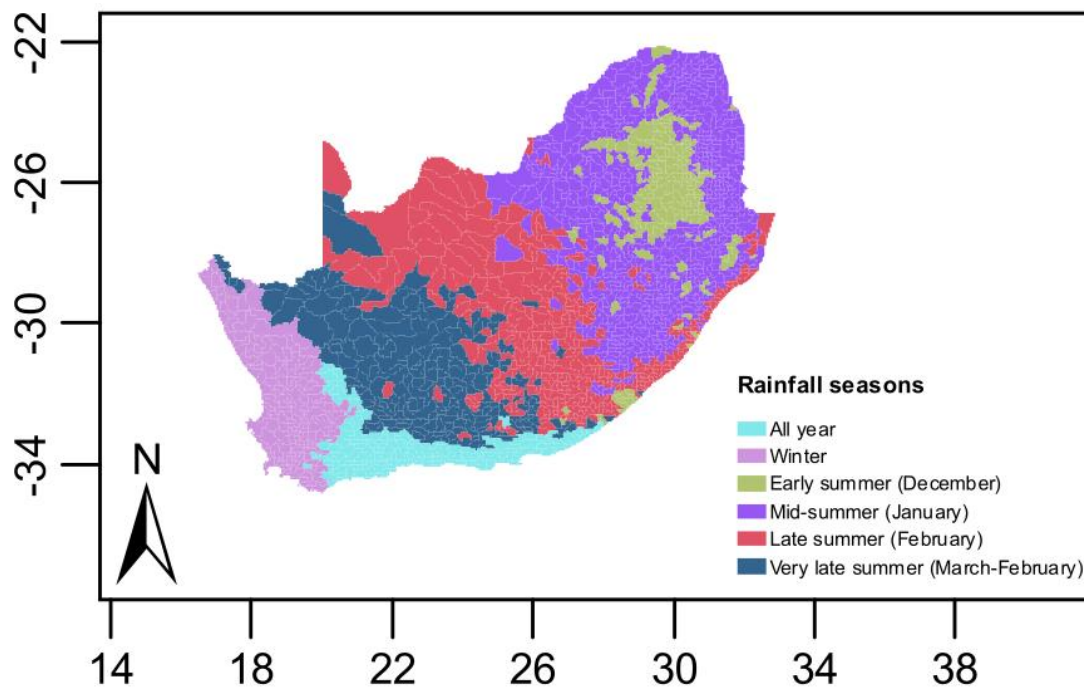 -22
-26
-30
-34
N
Rainfall seasons
All year
Winter
Early summer (December)
Mid-summer (January)
Late summer (February)
Very late summer (March-February)
14 18 22 26 30 34 38